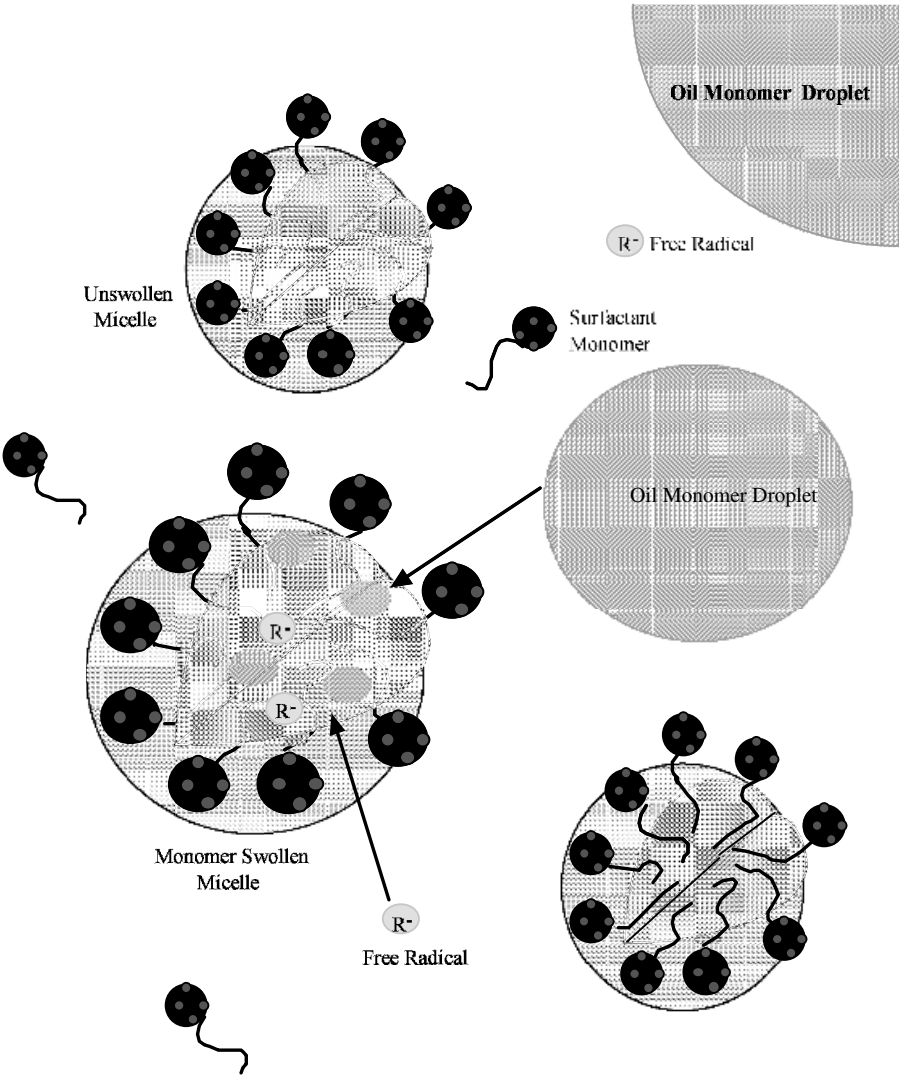 Oil Monomer Droplet
R- Free Radical
Unswollen
Micelle
Surfactant
Monomer
Oil Monomer Droplet
R-
R-
Monomer Swollen
Micelle
R-
Free Radical